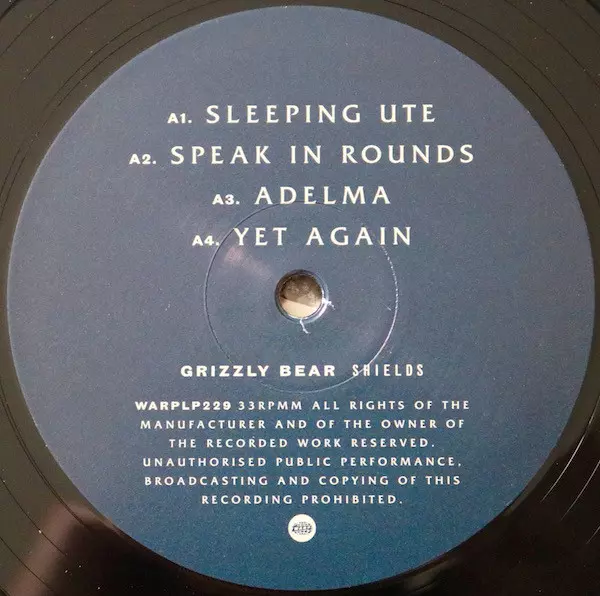 A1. SLEEPING UTE
A2. SPEAK IN ROUNDS
A3. ADELMA
A4. YET AGAIN
GRIZZLY BEAR SHIELDS
WARPLP229 33RPMM ALL RIGHTS OF THE
MANUFACTURER AND OF THE OWNER OF
THE RECORDED WORK RESERVED.
UNAUTHORISED PUBLIC PERFORMANCE,
BROADCASTING AND COPYING OF THIS
RECORDING PROHIBITED.